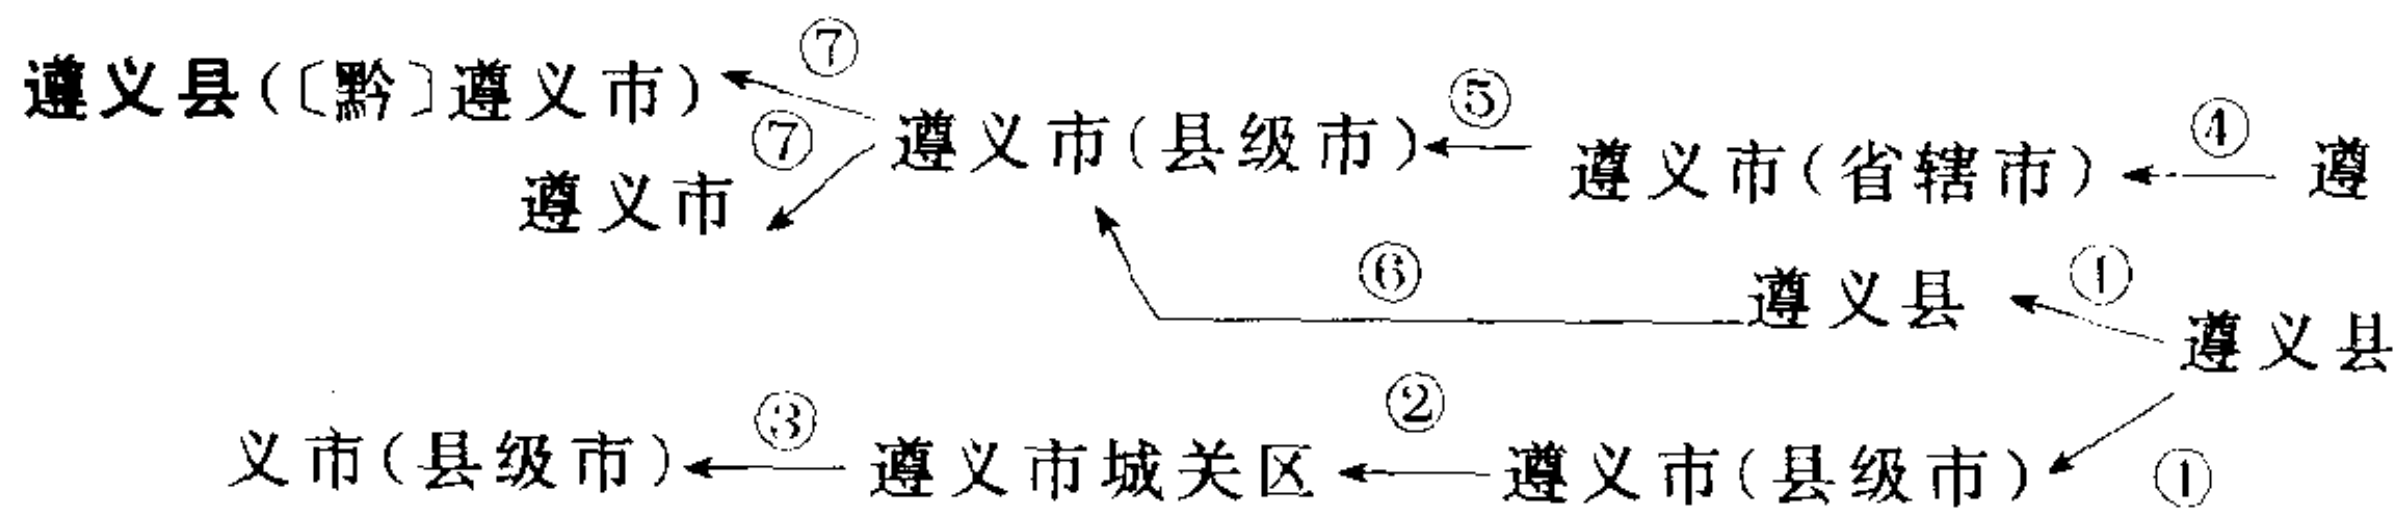 ⑦
遵义县(〔黔〕遵义市)
⑦
遵义市
遵义市(县级市)
⑤
遵义市(省辖市)
④
遵
⑥
遵义县
①
遵义县
义市(县级市)
③
遵义市城关区
②
遵义市(县级市)
①